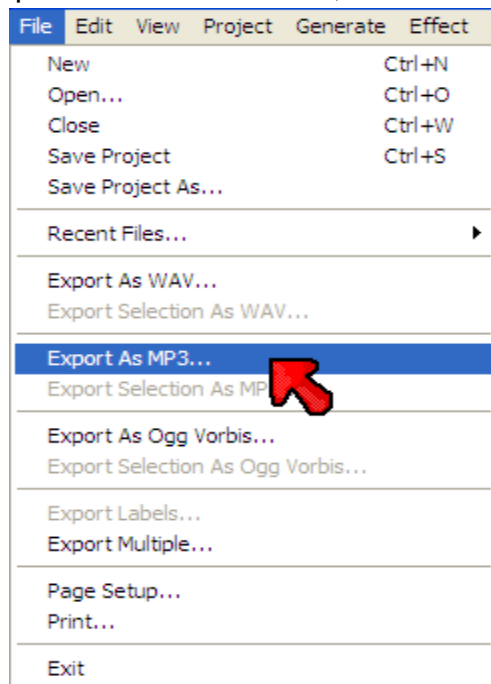 File Edit View Project Generate Effect
New Ctrl+N
Open... Ctrl+O
Close Ctrl+W
Save Project Ctrl+S
Save Project As...
Recent Files...
Export As WAV...
Export Selection As WAV...
Export As MP3...
Export Selection As MP
Export As Ogg Vorbis...
Export Selection As Ogg Vorbis...
Export Labels...
Export Multiple...
Page Setup...
Print...
Exit